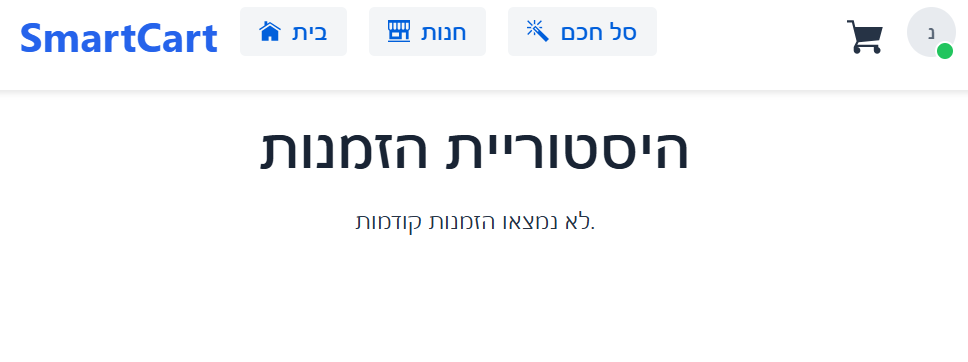 SmartCart
בית
חנות
סל חכם
נ
היסטוריית הזמנות
לא נמצאו הזמנות קודמות.